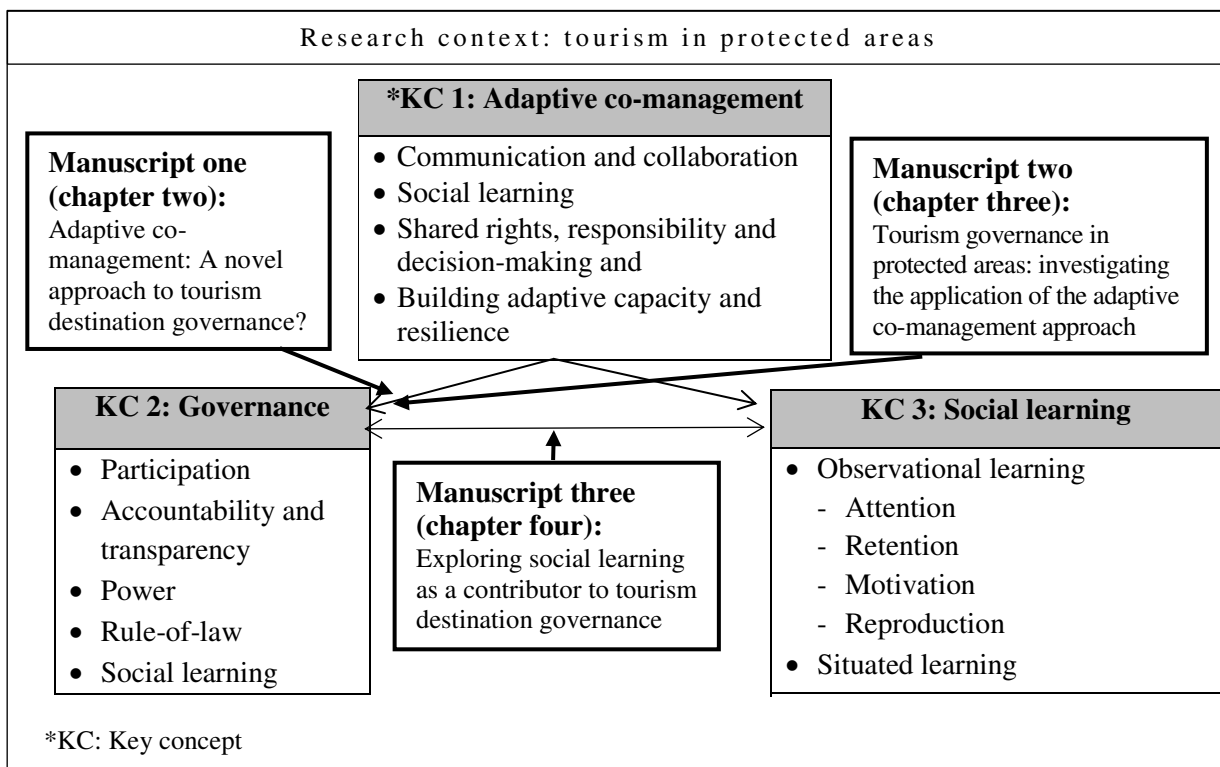 Research context: tourism in protected areas
*KC 1: Adaptive co-management
• Communication and collaboration
• Social learning
• Shared rights, responsibility and
decision-making and
• Building adaptive capacity and
resilience
Manuscript one
(chapter two):
Adaptive co-
management: A novel
approach to tourism
destination governance?
Manuscript two
(chapter three):
Tourism governance in
protected areas: investigating
the application of the adaptive
co-management approach
KC 2: Governance
• Participation
• Accountability and
transparency
• Power
• Rule-of-law
• Social learning
Manuscript three
(chapter four):
Exploring social learning
as a contributor to tourism
destination governance
KC 3: Social learning
• Observational learning
- Attention
- Retention
- Motivation
- Reproduction
• Situated learning
*KC: Key concept